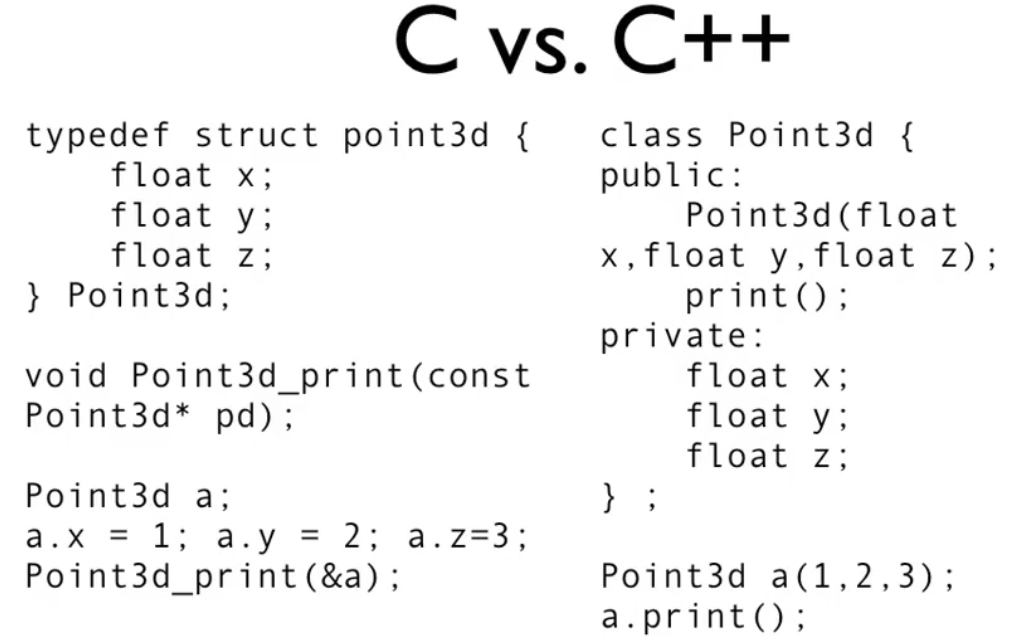 C vs. C++
typedef struct point3d {
    float x;
    float y;
    float z;
} Point3d;
void Point3d_print(const
Point3d* pd);
Point3d a;
a.x = 1; a.y = 2; a.z=3;
Point3d_print(&a);
class Point3d {
public:
    Point3d(float
x,float y,float z);
    print();
private:
    float x;
    float y;
    float z;
} ;
Point3d a(1,2,3);
a.print();